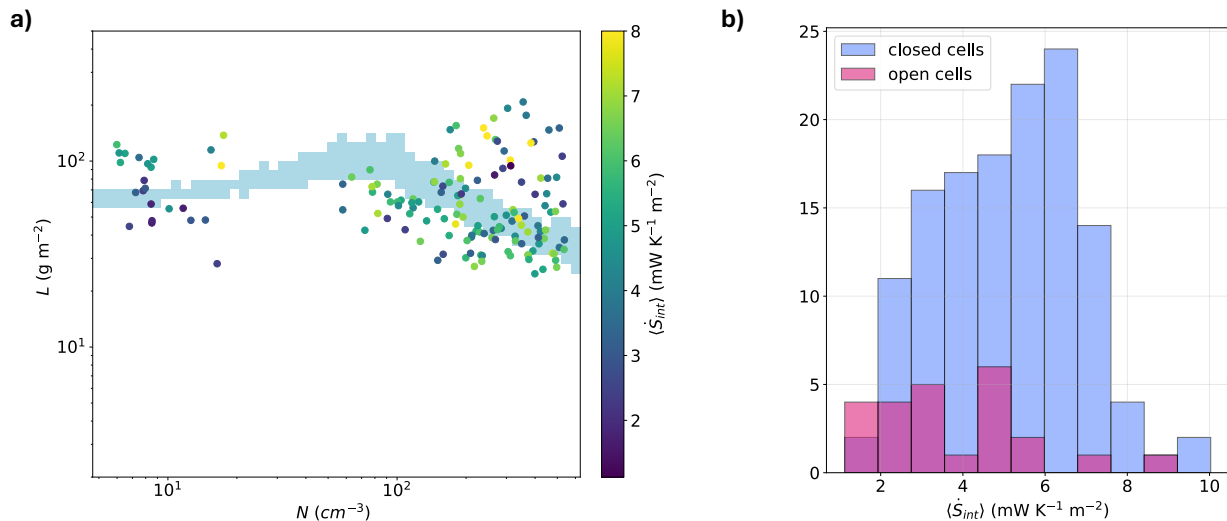 a)
10² 
10¹
L (g m⁻²)
10¹ 10²
N (cm⁻³)
8
7
6
5
4
3
2
⟨Ṡint⟩ (mW K⁻¹ m⁻²)
b)
closed cells
open cells
25
20
15
10
5
0
2 4 6 8 10
⟨Ṡint⟩ (mW K⁻¹ m⁻²)